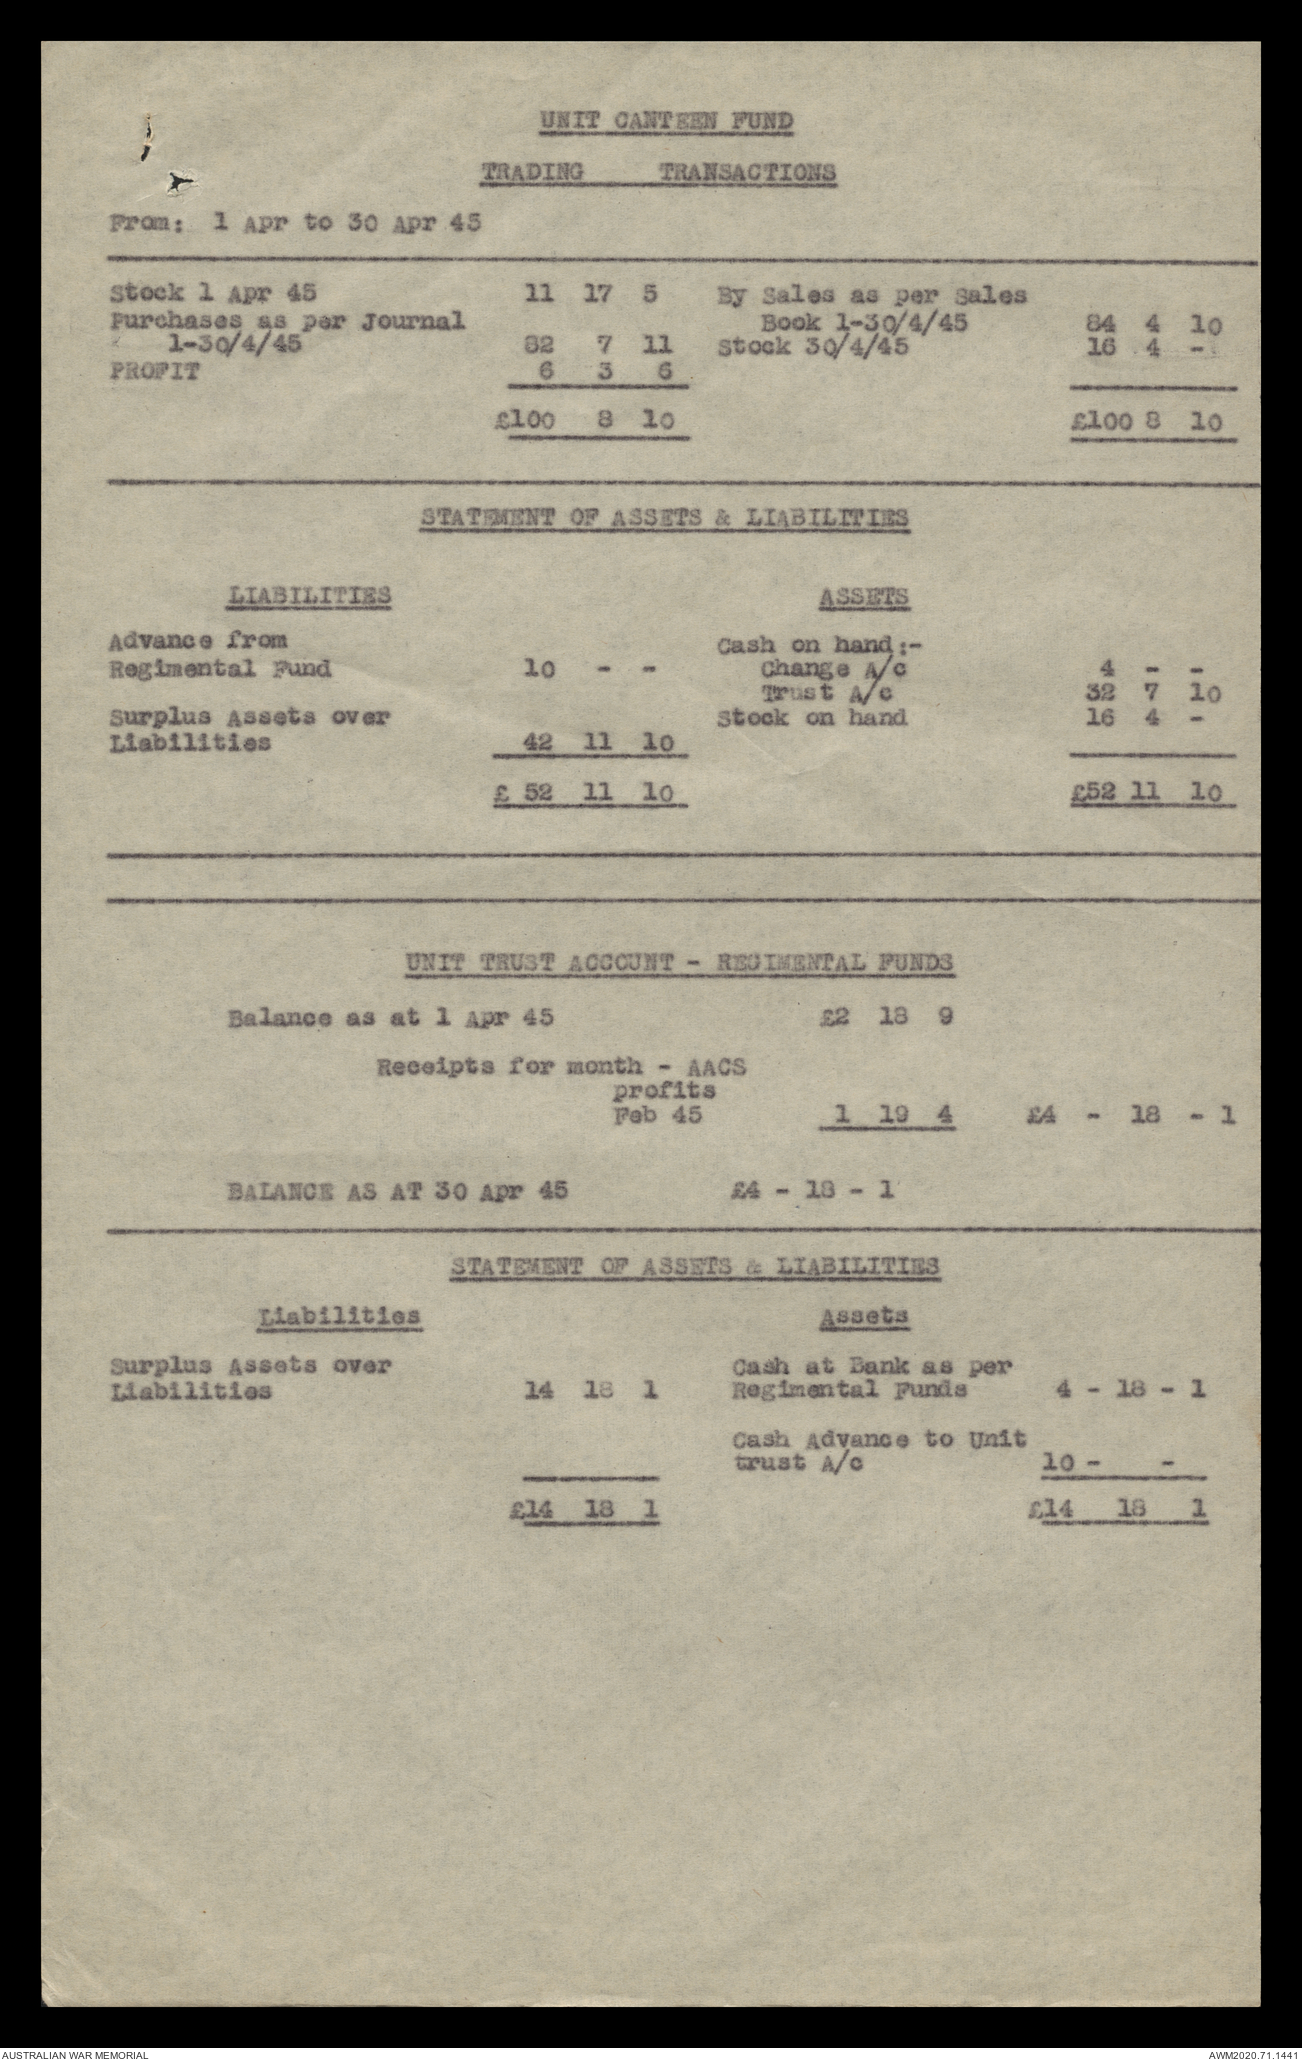 UNIT CANTEEN FUND
TRADING TRANSACTIONS
From: 1 Apr to 30 Apr 45
Stock 1 Apr 45 11 17 5 By Sales as per Sales
Purchases as per Journal Book 1-30/4/45 84 4 10
1-30/4/45 82 7 11 Stock 30/4/45 16 4 -
PROFIT 6 3 6
£100 8 10 £100 8 10
STATEMENT OF ASSETS & LIABILITIES
LIABILITIES ASSETS
Advance from Cash on hand:-
Regimental Fund 10 - - Change A/c 4 - -
Trust A/c 32 7 10
Surplus Assets over Stock on hand 16 4 -
Liabilities 42 11 10
£ 52 11 10 £52 11 10
UNIT TRUST ACCOUNT - REGIMENTAL FUNDS
Balance as at 1 Apr 45 £2 18 9
Receipts for month - AACS
profits
Feb 45 1 19 4 £4 - 18 - 1
BALANCE AS AT 30 Apr 45 £4 - 18 - 1
STATEMENT OF ASSETS & LIABILITIES
Liabilities Assets
Surplus Assets over Cash at Bank as per
Liabilities 14 18 1 Regimental Funds 4 - 18 - 1
Cash Advance to Unit
trust A/c 10 - -
£14 18 1 £14 18 1
AUSTRALIAN WAR MEMORIAL AWM2020.71.1441